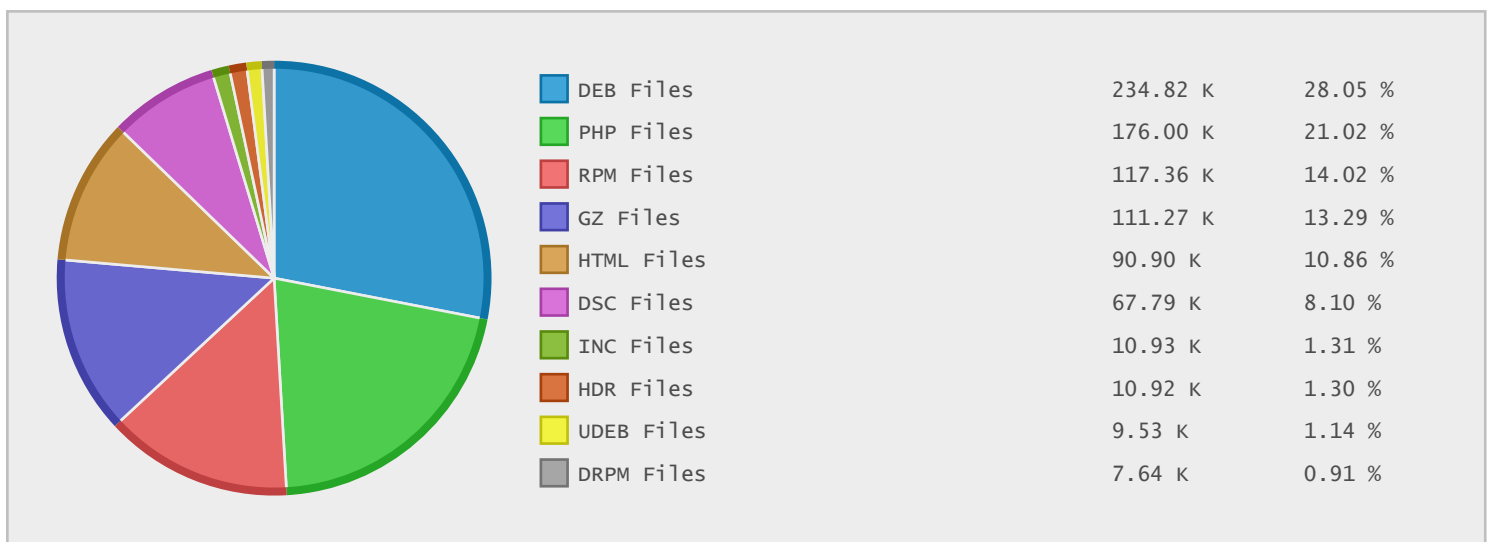 DEB Files 234.82 K 28.05 %
PHP Files 176.00 K 21.02 %
RPM Files 117.36 K 14.02 %
GZ Files 111.27 K 13.29 %
HTML Files 90.90 K 10.86 %
DSC Files 67.79 K 8.10 %
INC Files 10.93 K 1.31 %
HDR Files 10.92 K 1.30 %
UDEB Files 9.53 K 1.14 %
DRPM Files 7.64 K 0.91 %